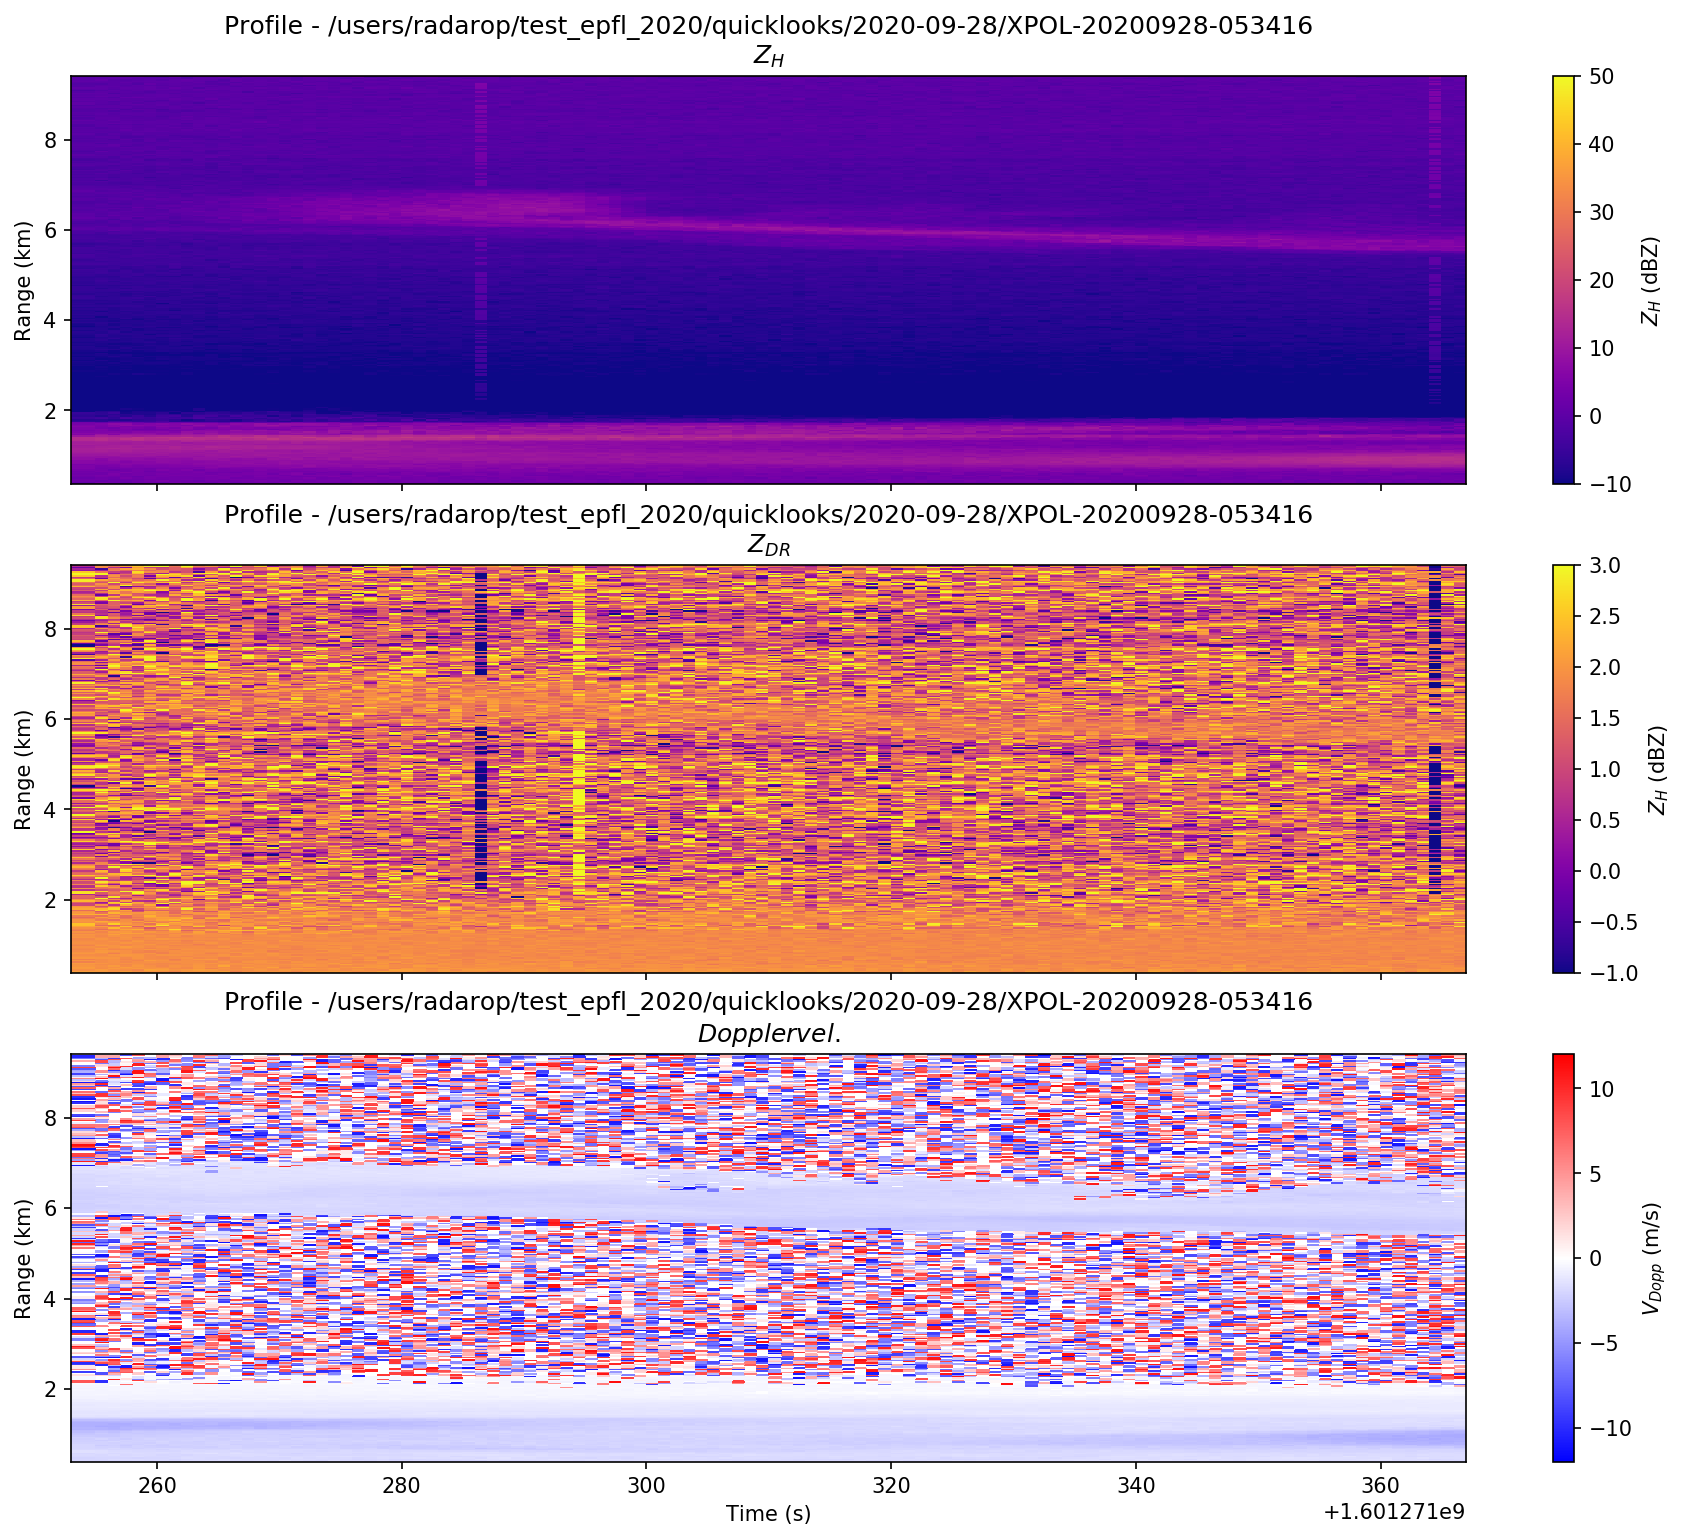 Profile - /users/radarop/test_epfl_2020/quicklooks/2020-09-28/XPOL-20200928-053416
Z_H
8
6
4
2
Range (km)
50
40
30
20
10
0
−10
Z_H (dBZ)
Profile - /users/radarop/test_epfl_2020/quicklooks/2020-09-28/XPOL-20200928-053416
Z_DR
8
6
4
2
Range (km)
3.0
2.5
2.0
1.5
1.0
0.5
0.0
−0.5
−1.0
Z_H (dBZ)
Profile - /users/radarop/test_epfl_2020/quicklooks/2020-09-28/XPOL-20200928-053416
Dopplervel.
8
6
4
2
Range (km)
10
5
0
−5
−10
V_Dopp (m/s)
260 280 300 320 340 360
Time (s)
+1.601271e9